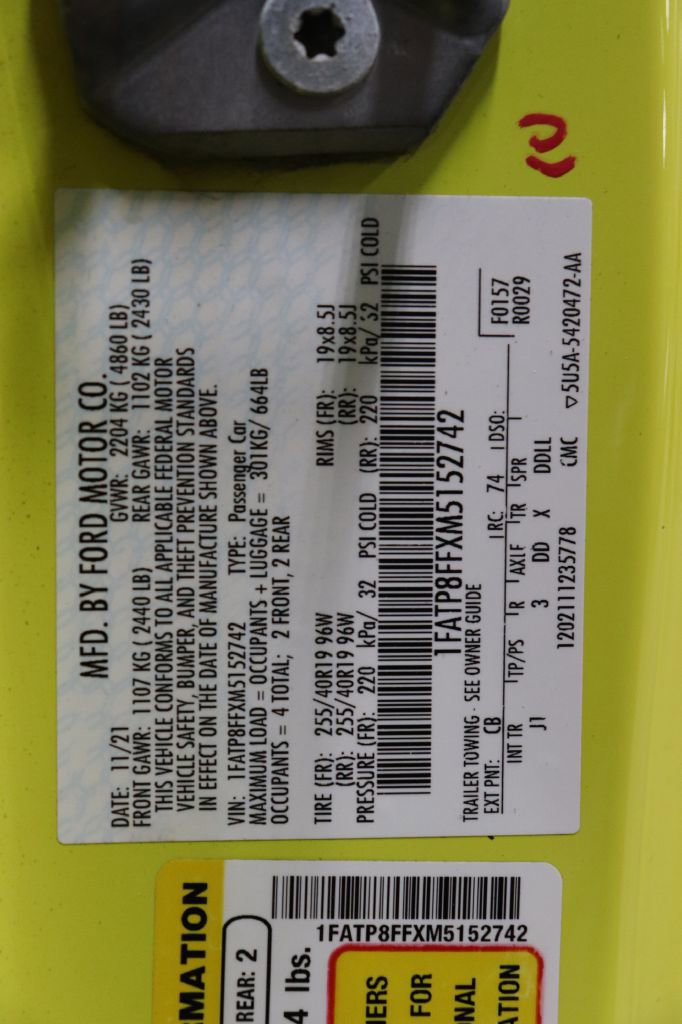 MFD. BY FORD MOTOR CO.
DATE: 11/21 GVWR: 2204 KG ( 4860 LB)
FRONT GAWR: 1107 KG ( 2440 LB) REAR GAWR: 1102 KG ( 2430 LB)
THIS VEHICLE CONFORMS TO ALL APPLICABLE FEDERAL MOTOR
VEHICLE SAFETY, BUMPER, AND THEFT PREVENTION STANDARDS
IN EFFECT ON THE DATE OF MANUFACTURE SHOWN ABOVE.
VIN: 1FATP8FFXM5152742 TYPE: Passenger Car
MAXIMUM LOAD = OCCUPANTS + LUGGAGE = 301KG/ 664LB
OCCUPANTS = 4 TOTAL; 2 FRONT, 2 REAR
TIRE (FR): 255/40R19 96W RIMS (FR): 19x8.5J
(RR): 255/40R19 96W (RR): 19x8.5J
PRESSURE (FR): 220 kPa/ 32 PSI COLD (RR): 220 kPa/ 32 PSI COLD
1FATP8FFXM5152742
TRAILER TOWING - SEE OWNER GUIDE
EXT PNT: CB RC: 74 DSO: F0157
R0029
INT TR TP/PS R AXLE TR SPR
J1 3 DD X DDLL
1202111235778 CMC ▽5U5A-5420472-AA
RMATION
REAR: 2
4 lbs.
1FATP8FFXM5152742
IERS
FOR
NAL
ATION